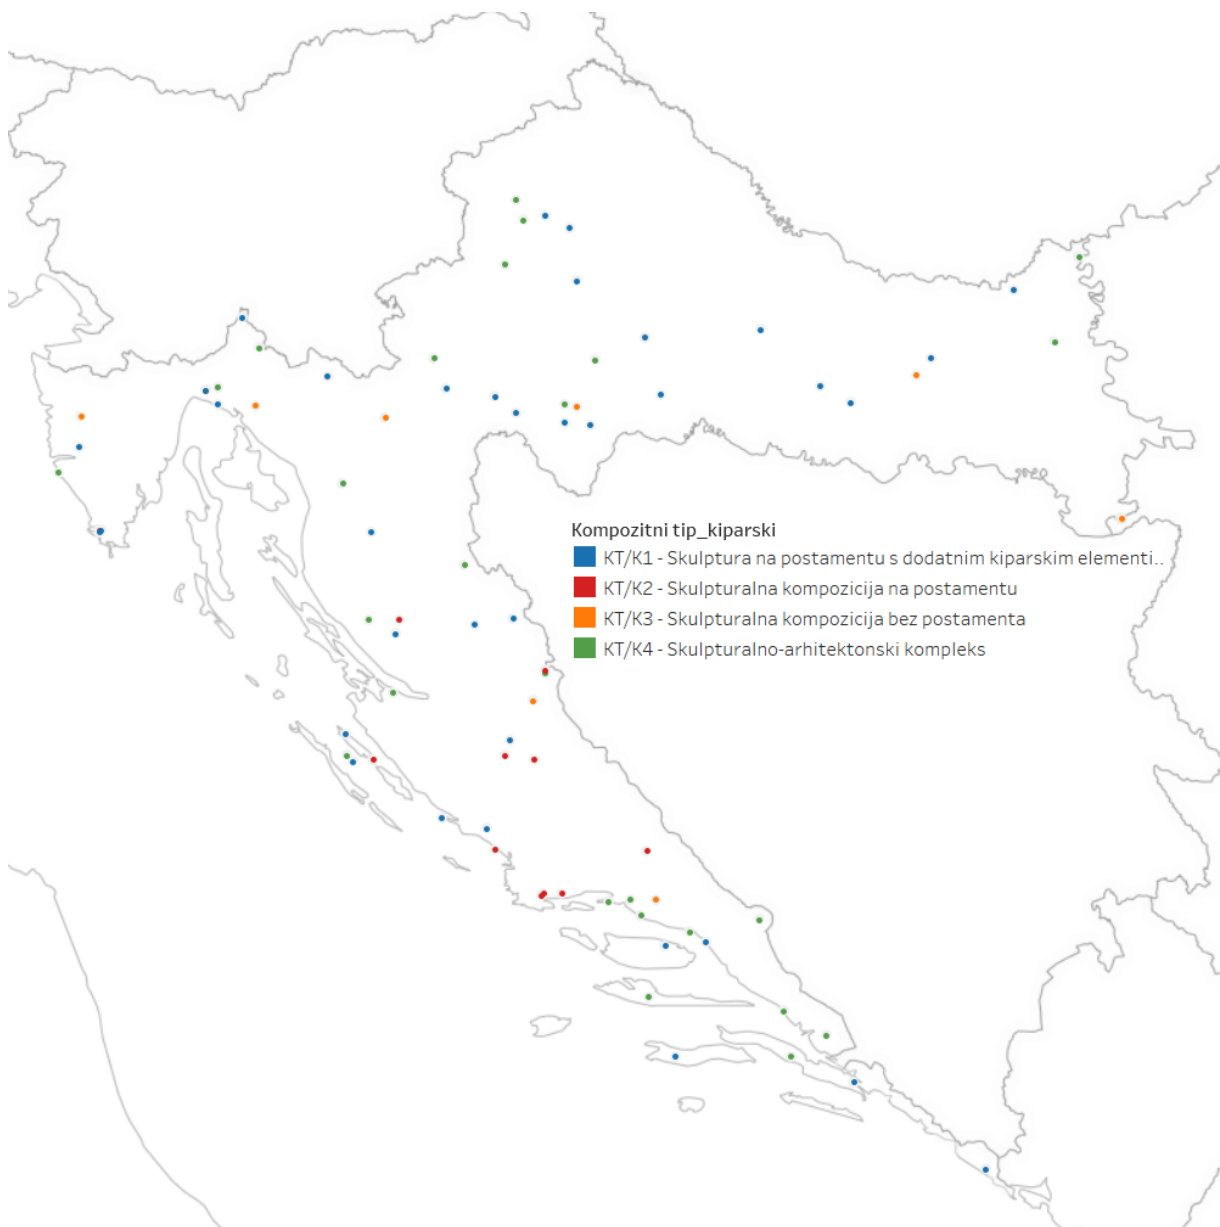 Kompozitni tip_kiparski
KT/K1 - Skulptura na postamentu s dodatnim kiparskim elementi..
KT/K2 - Skulpturalna kompozicija na postamentu
KT/K3 - Skulpturalna kompozicija bez postamenta
KT/K4 - Skulpturalno-arhitektonski kompleks